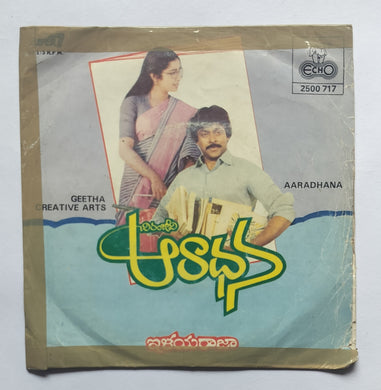 ECHO
2500 717
AARADHANA
GEETHA
CREATIVE ARTS
చిరంజీవి
ఆరాధన
ఇళయరాజా